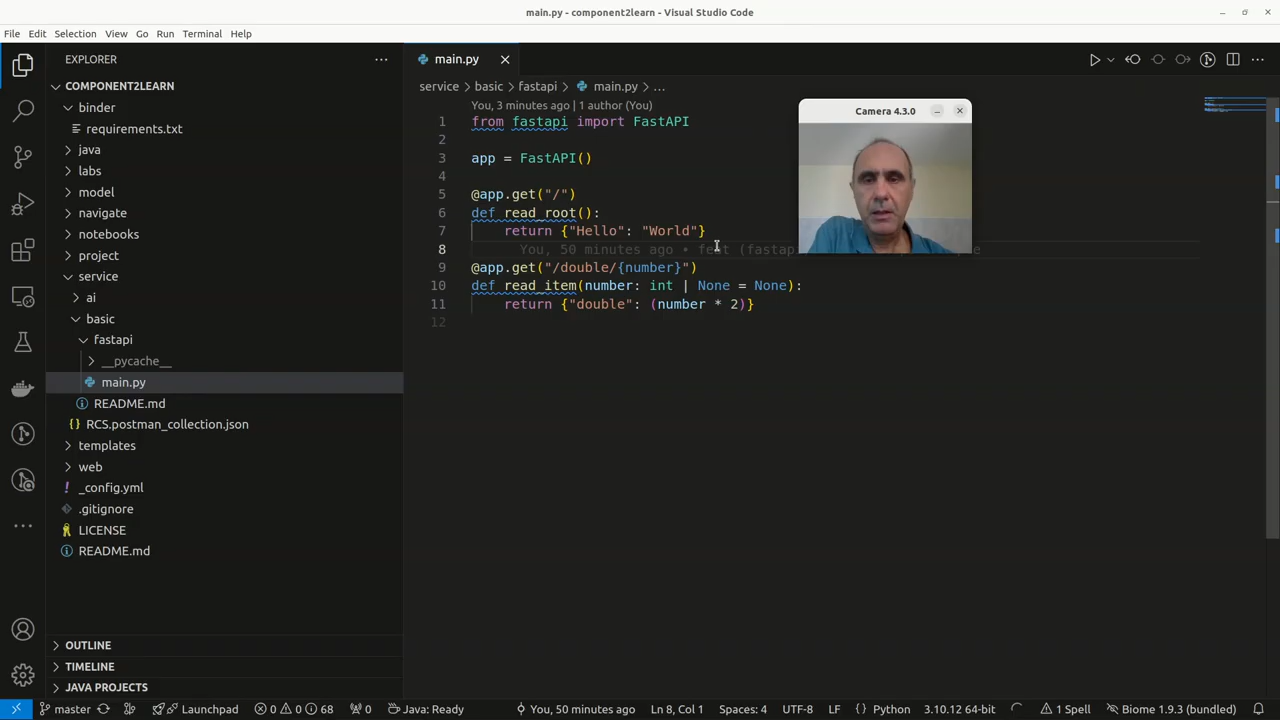 main.py - component2learn - Visual Studio Code
File Edit Selection View Go Run Terminal Help
EXPLORER
COMPONENT2LEARN
binder
requirements.txt
java
labs
model
navigate
notebooks
project
service
ai
basic
fastapi
__pycache__
main.py
README.md
RCS.postman_collection.json
templates
web
_config.yml
.gitignore
LICENSE
README.md
OUTLINE
TIMELINE
JAVA PROJECTS
main.py
service > basic > fastapi > main.py > ...
You, 3 minutes ago | 1 author (You)
1 from fastapi import FastAPI
2
3 app = FastAPI()
4
5 @app.get("/")
6 def read_root():
7     return {"Hello": "World"}
8 You, 50 minutes ago • feat (fastap
9 @app.get("/double/{number}")
10 def read_item(number: int | None = None):
11     return {"double": (number * 2)}
12
Camera 4.3.0
master Launchpad 0 0 68 0 Java: Ready You, 50 minutes ago Ln 8, Col 1 Spaces: 4 UTF-8 LF Python 3.10.12 64-bit 1 Spell Biome 1.9.3 (bundled)